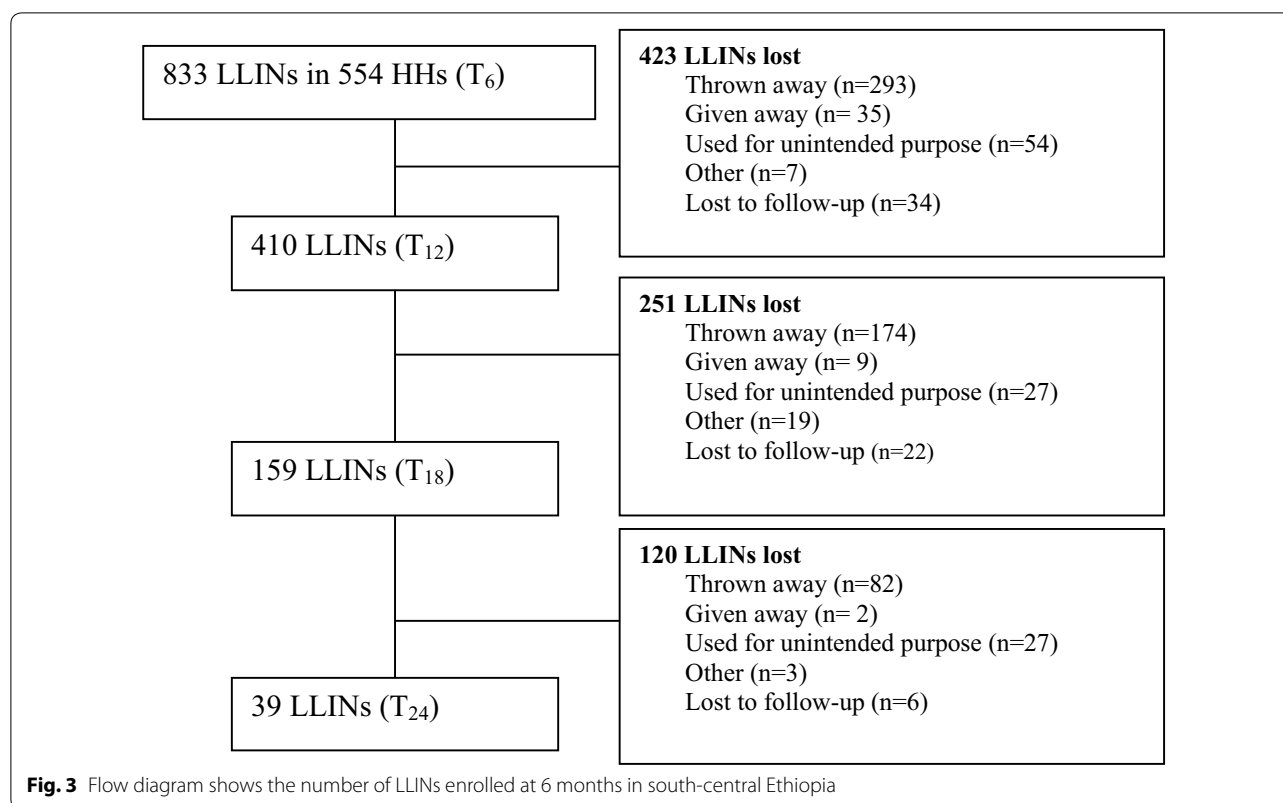 833 LLINs in 554 HHs (T6)
423 LLINs lost
Thrown away (n=293)
Given away (n= 35)
Used for unintended purpose (n=54)
Other (n=7)
Lost to follow-up (n=34)
410 LLINs (T12)
251 LLINs lost
Thrown away (n=174)
Given away (n= 9)
Used for unintended purpose (n=27)
Other (n=19)
Lost to follow-up (n=22)
159 LLINs (T18)
120 LLINs lost
Thrown away (n=82)
Given away (n= 2)
Used for unintended purpose (n=27)
Other (n=3)
Lost to follow-up (n=6)
39 LLINs (T24)
Fig. 3 Flow diagram shows the number of LLINs enrolled at 6 months in south-central Ethiopia